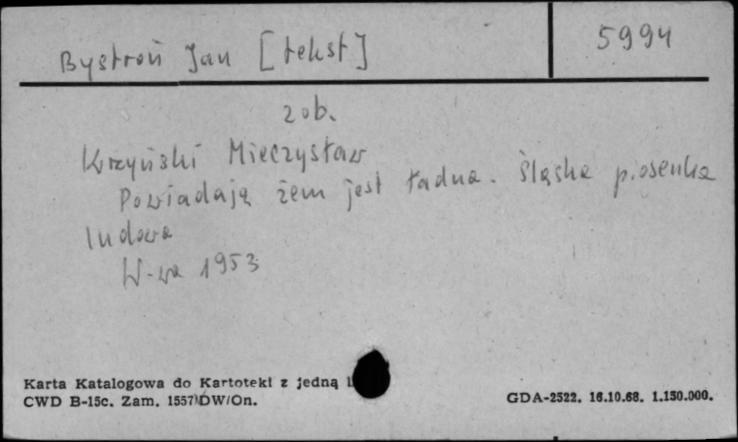 Bystroń Jan [tekst]
5994
zob.
Krzyński Mieczysław
Powiadają żem jest ładna. Śląska piosenka
ludowa
W-wa 1953
Karta Katalogowa do Kartoteki z jedną
CWD B-15c. Zam. 1557\DW/On.
GDA-2522. 16.10.68. 1.150.000.